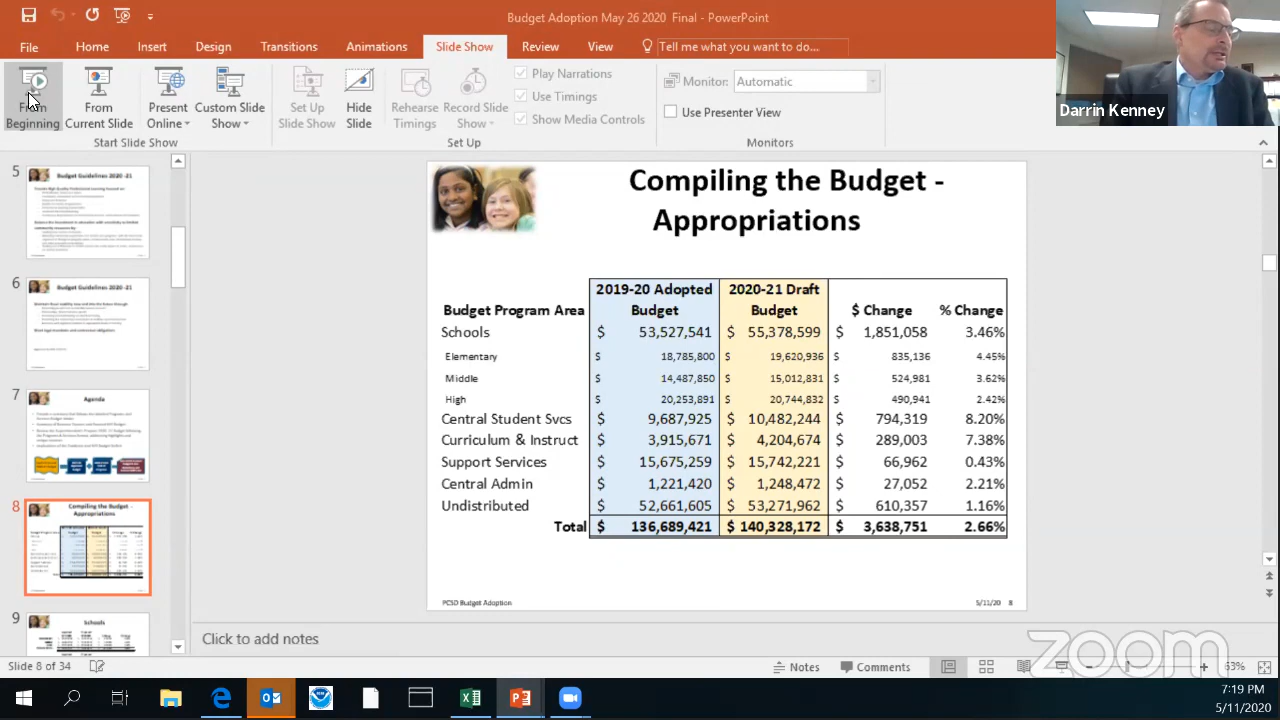 Budget Adoption May 26 2020 Final - PowerPoint
File Home Insert Design Transitions Animations Slide Show Review View Tell me what you want to do...
From Beginning
From Current Slide
Present Online
Custom Slide Show
Set Up Slide Show
Hide Slide
Rehearse Timings
Record Slide Show
Play Narrations
Use Timings
Show Media Controls
Monitor: Automatic
Use Presenter View
Start Slide Show
Set Up
Monitors
Darrin Kenney
5
Budget Guidelines 2020-21
6
Budget Guidelines 2020-21
7
Agenda
8
Compiling the Budget -
Appropriations
9
Schools
Compiling the Budget -
Appropriations
2019-20 Adopted 2020-21 Draft
Budget Program Area Budget Budget $ Change % Change
Schools $ 53,527,541 $ 55,378,599 $ 1,851,058 3.46%
Elementary $ 18,785,800 $ 19,620,936 $ 835,136 4.45%
Middle $ 14,487,850 $ 15,012,831 $ 524,981 3.62%
High $ 20,253,891 $ 20,744,832 $ 490,941 2.42%
Central Student Srcs $ 9,687,925 $ 10,482,244 $ 794,319 8.20%
Curriculum & Instruct $ 3,915,671 $ 4,204,674 $ 289,003 7.38%
Support Services $ 15,675,259 $ 15,742,221 $ 66,962 0.43%
Central Admin $ 1,221,420 $ 1,248,472 $ 27,052 2.21%
Undistributed $ 52,661,605 $ 53,271,962 $ 610,357 1.16%
Total $ 136,689,421 $ 140,328,172 $ 3,638,751 2.66%
PCSD Budget Adoption 5/11/20 8
Click to add notes
Slide 8 of 34
Notes Comments 63%
zoom
7:19 PM
5/11/2020